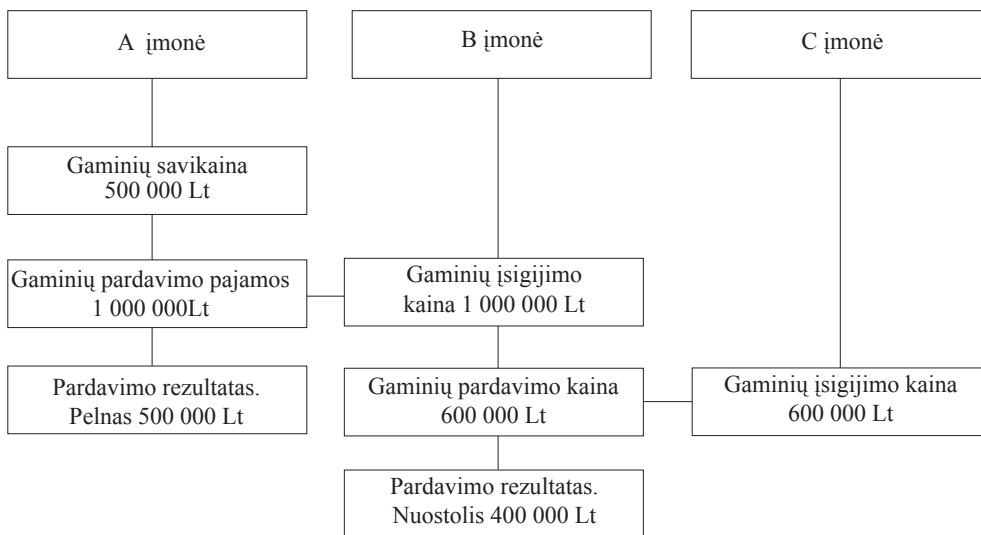 A įmonė
B įmonė
C įmonė
Gaminių savikaina
500 000 Lt
Gaminių pardavimo pajamos
1 000 000Lt
Gaminių įsigijimo
kaina 1 000 000 Lt
Pardavimo rezultatas.
Pelnas 500 000 Lt
Gaminių pardavimo kaina
600 000 Lt
Gaminių įsigijimo kaina
600 000 Lt
Pardavimo rezultatas.
Nuostolis 400 000 Lt